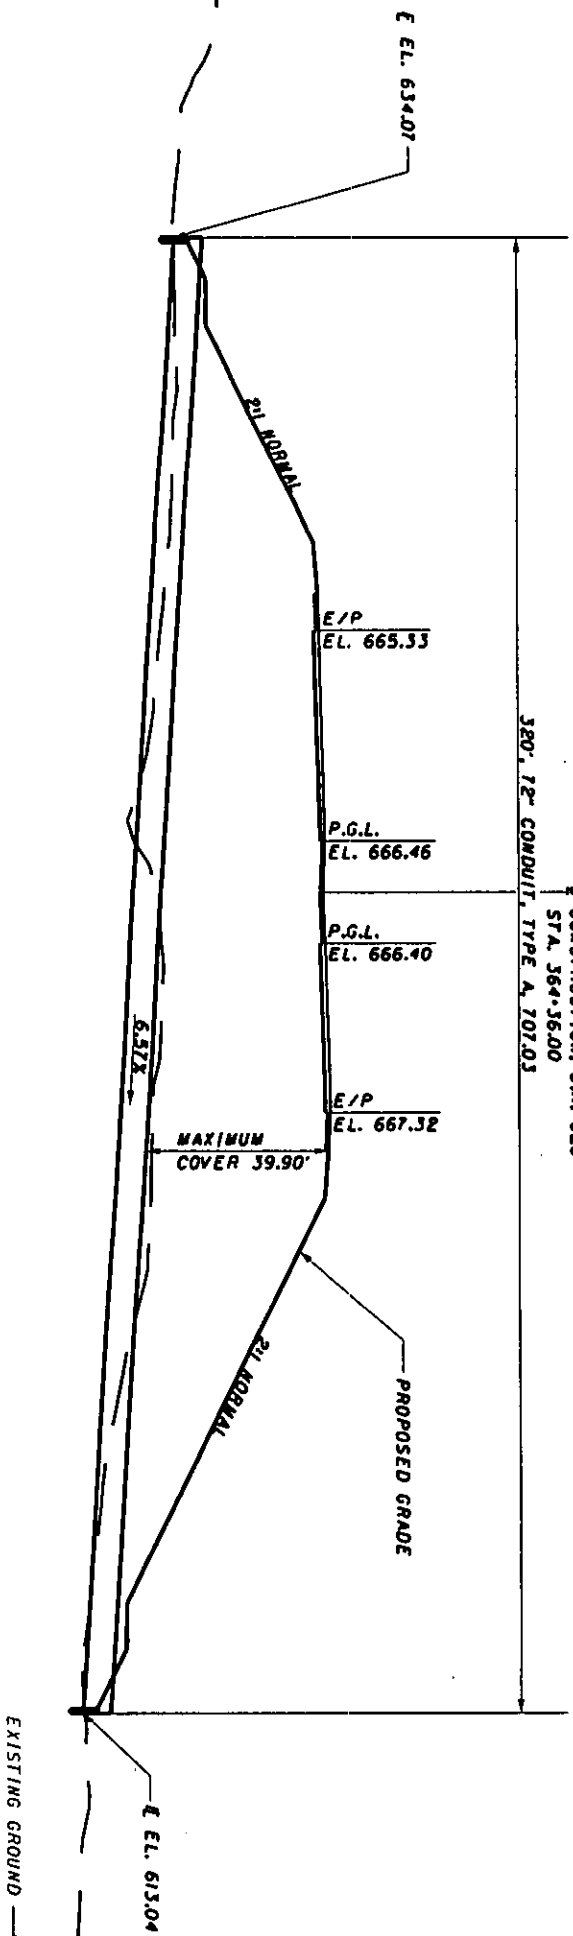 ℄ EL. 634.07
2:1 NORMAL
E/P
EL. 665.33
P.G.L.
EL. 666.46
STA. 364+36.00
320', 72" CONDUIT, TYPE A, 707.03
P.G.L.
EL. 666.40
E/P
EL. 667.32
6.57%
MAXIMUM
COVER 39.90'
PROPOSED GRADE
2:1 NORMAL
℄ EL. 613.04
EXISTING GROUND